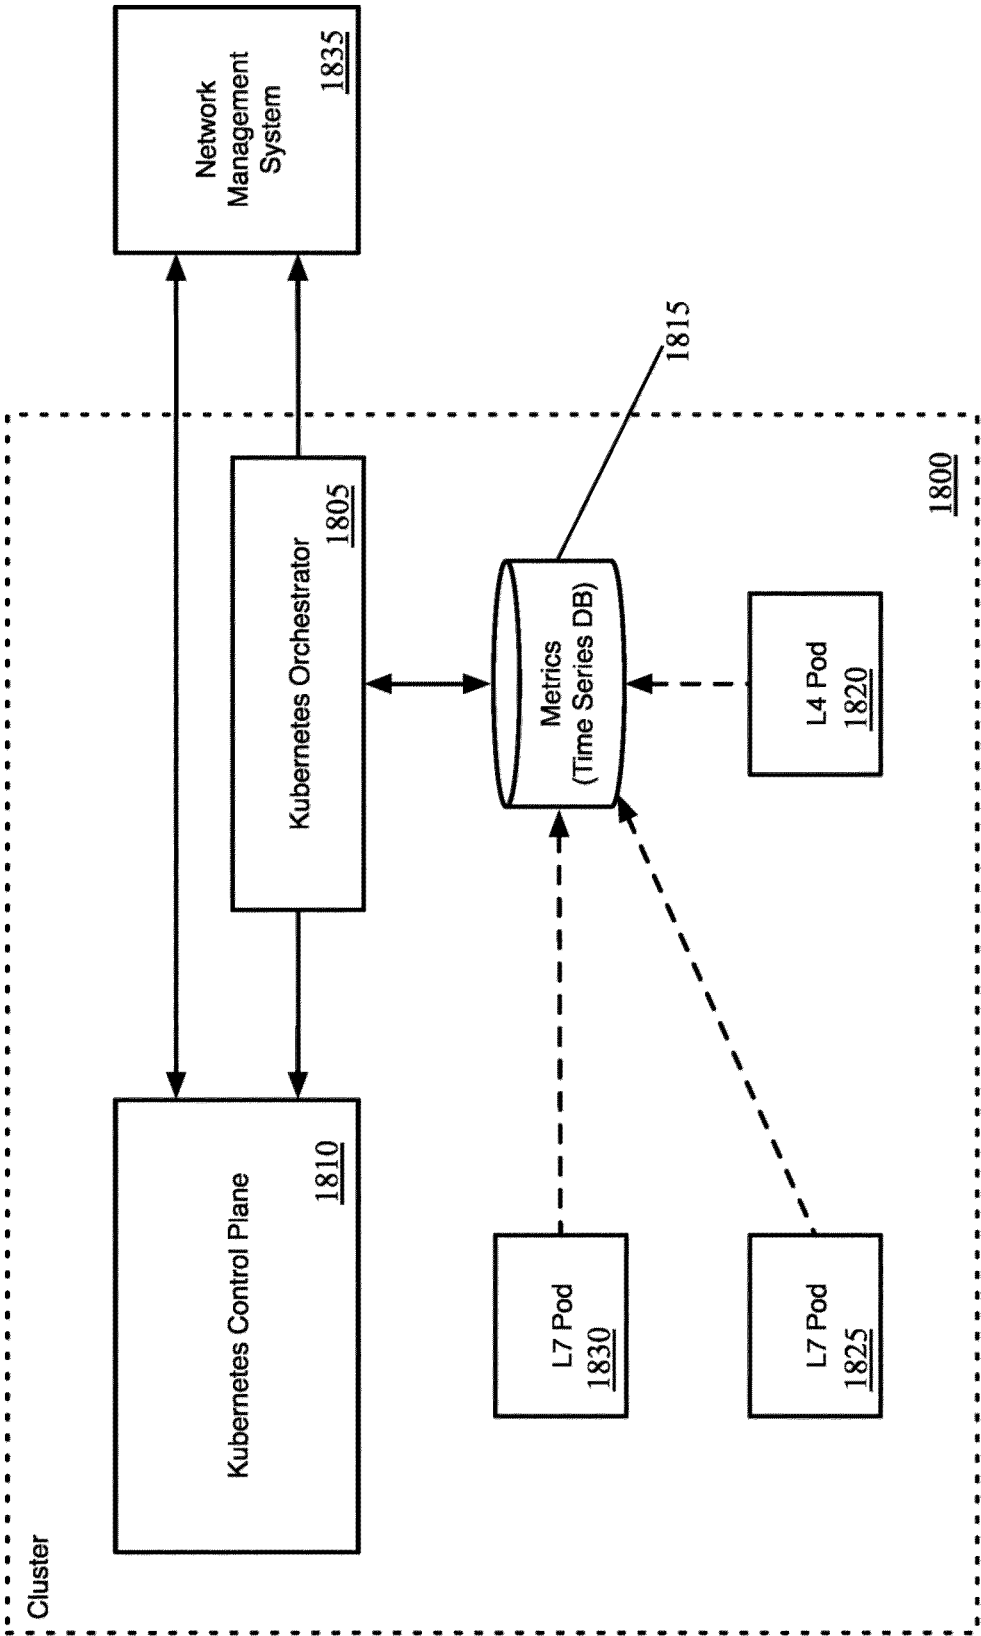 Cluster
Kubernetes Control Plane
1810
Kubernetes Orchestrator
1805
Network
Management
System
1835
L7 Pod
1830
Metrics
(Time Series DB)
1815
L7 Pod
1825
L4 Pod
1820
1800